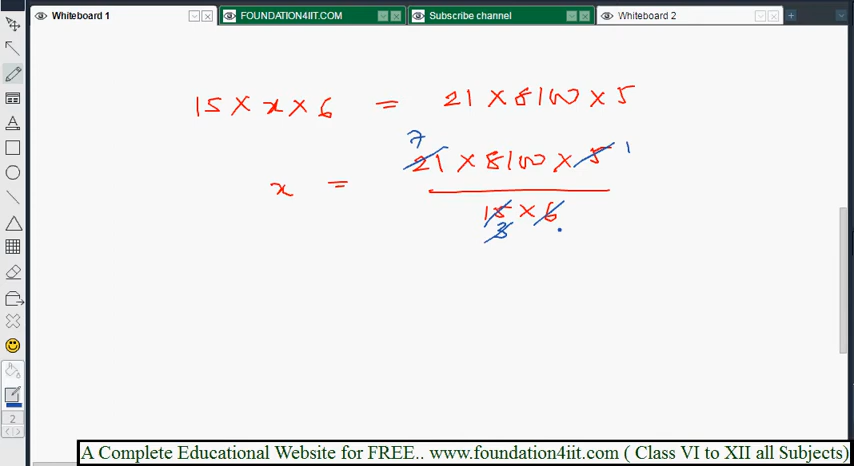 Whiteboard 1 FOUNDATION4IIT.COM Subscribe channel Whiteboard 2
15 × x × 6 = 21 × 8100 × 5
7
21 × 8100 × 5 1
x =
15 × 6
3
2
A Complete Educational Website for FREE.. www.foundation4iit.com ( Class VI to XII all Subjects)